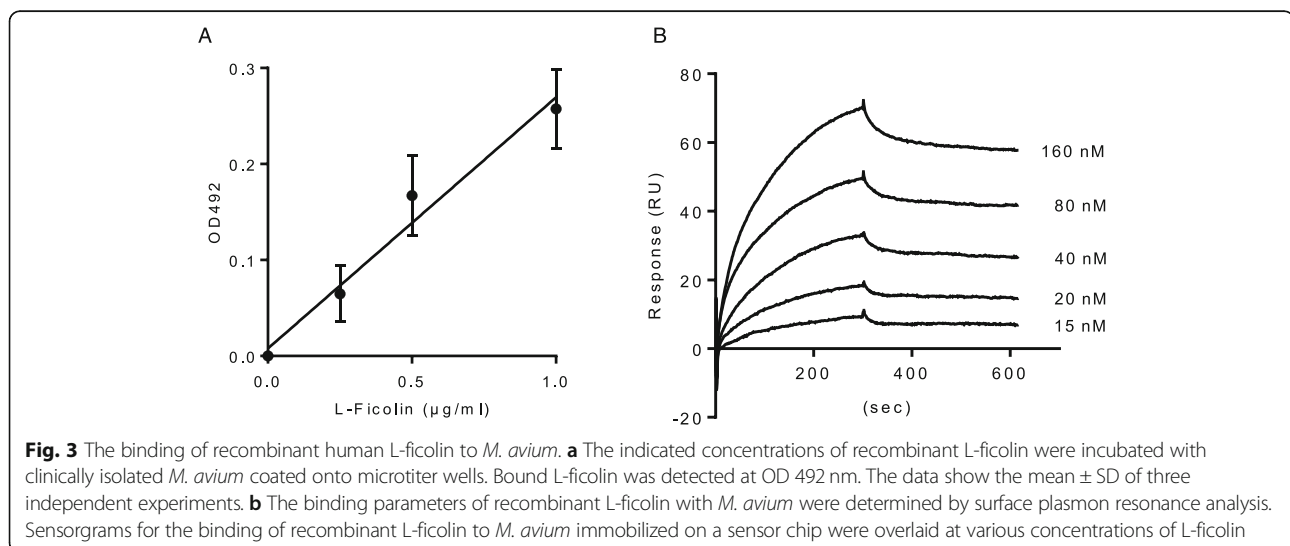 A
0.3
0.2
0.1
0.0
OD492
0.0 0.5 1.0
L-Ficolin (µg/ml)
B
80
60
40
20
0
-20
Response (RU)
200 400 600
(sec)
160 nM
80 nM
40 nM
20 nM
15 nM
Fig. 3 The binding of recombinant human L-ficolin to M. avium. a The indicated concentrations of recombinant L-ficolin were incubated with
clinically isolated M. avium coated onto microtiter wells. Bound L-ficolin was detected at OD 492 nm. The data show the mean ± SD of three
independent experiments. b The binding parameters of recombinant L-ficolin with M. avium were determined by surface plasmon resonance analysis.
Sensorgrams for the binding of recombinant L-ficolin to M. avium immobilized on a sensor chip were overlaid at various concentrations of L-ficolin